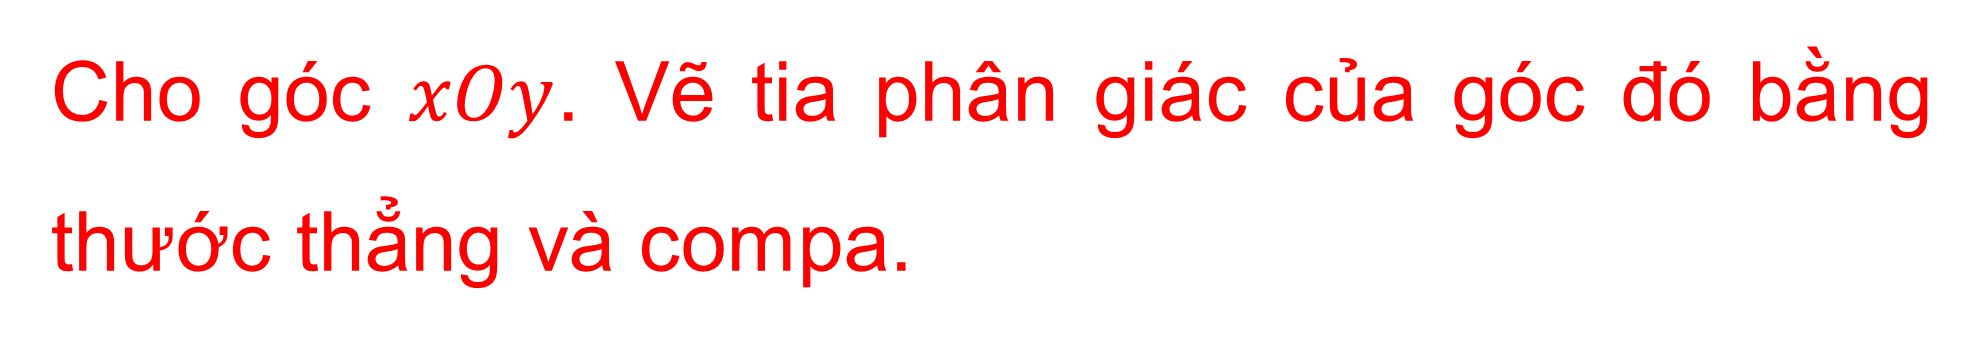 Cho góc xOy. Vẽ tia phân giác của góc đó bằng
thước thẳng và compa.